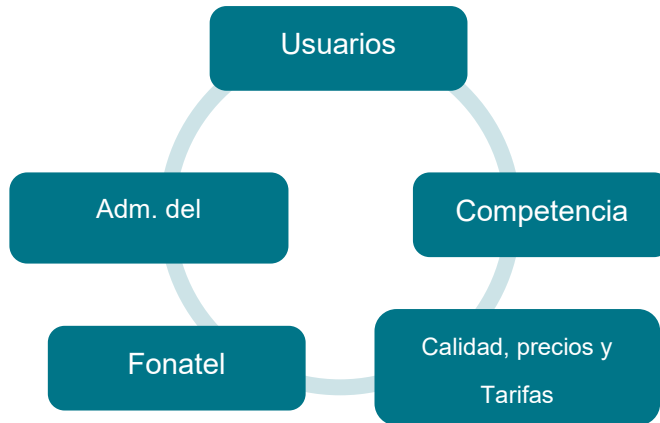 Usuarios
Adm. del
Competencia
Fonatel
Calidad, precios y
Tarifas